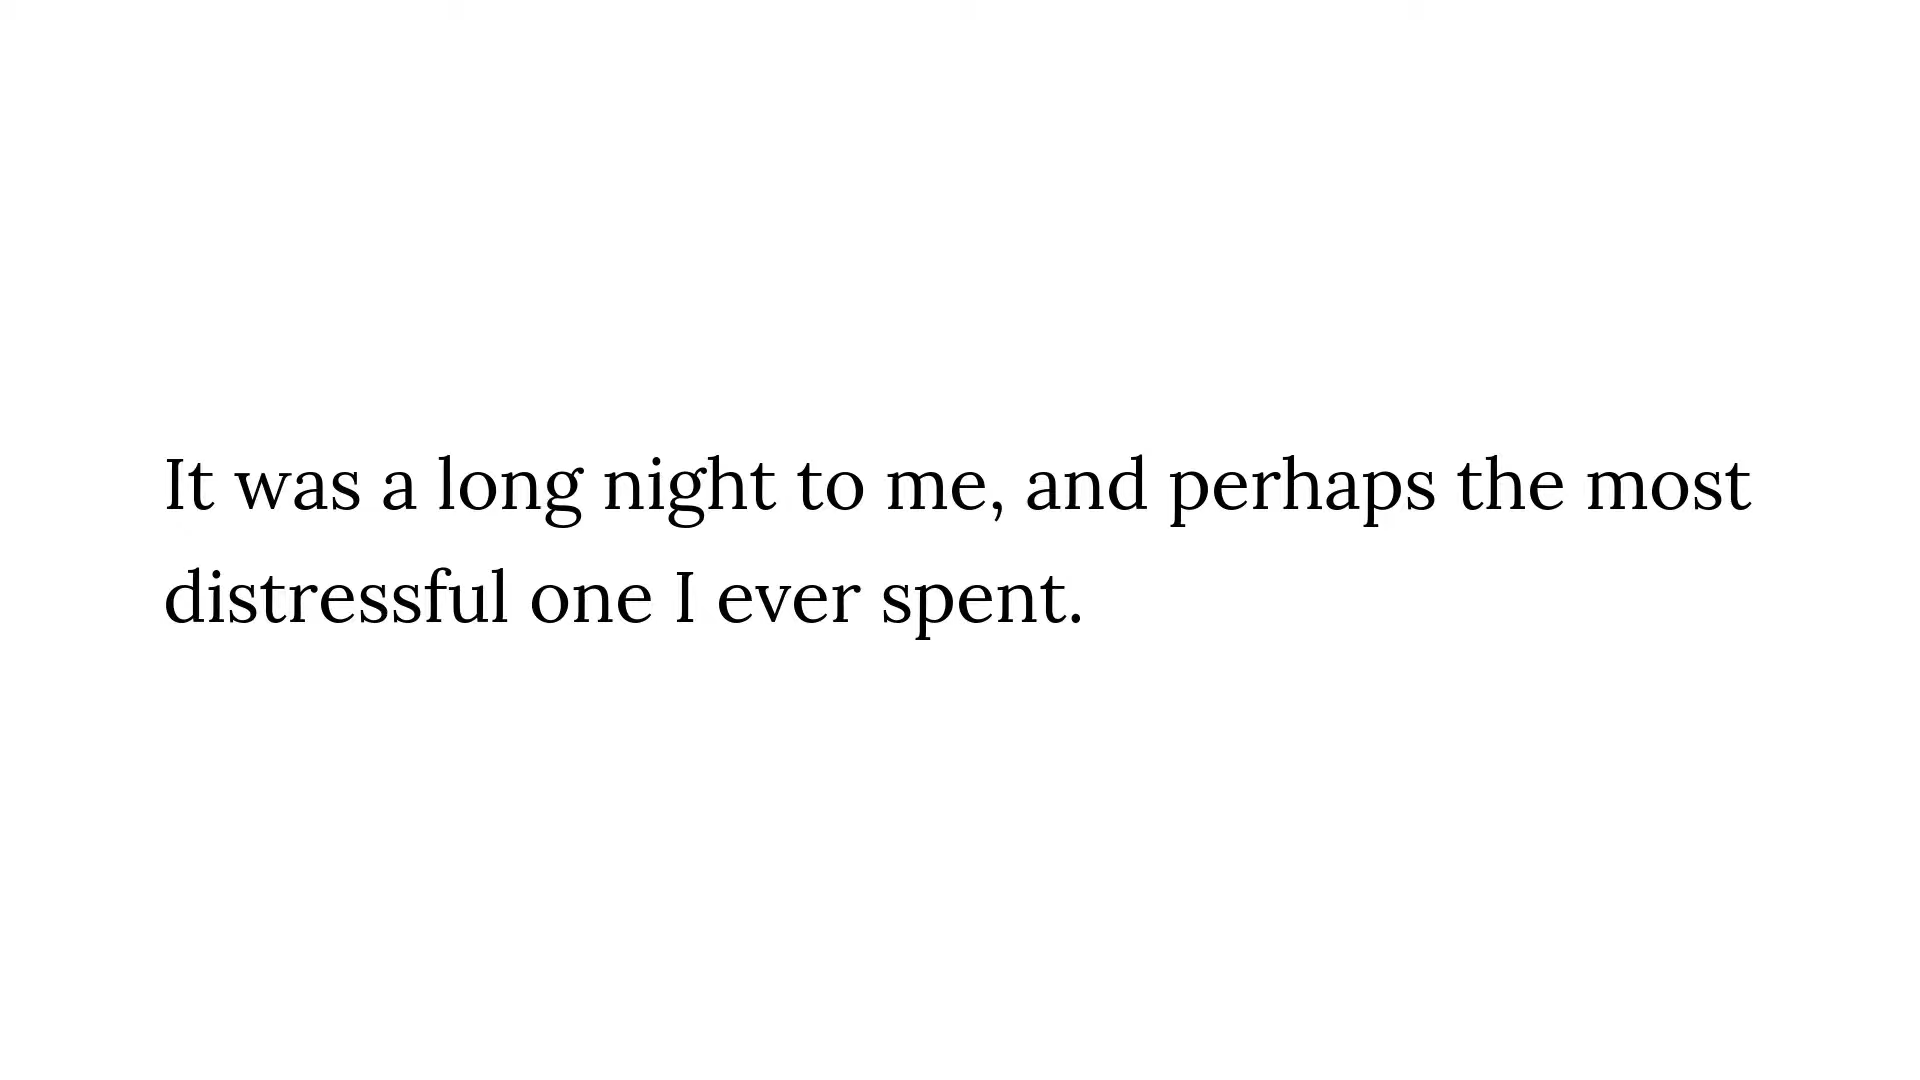 It was a long night to me, and perhaps the most
distressful one I ever spent.